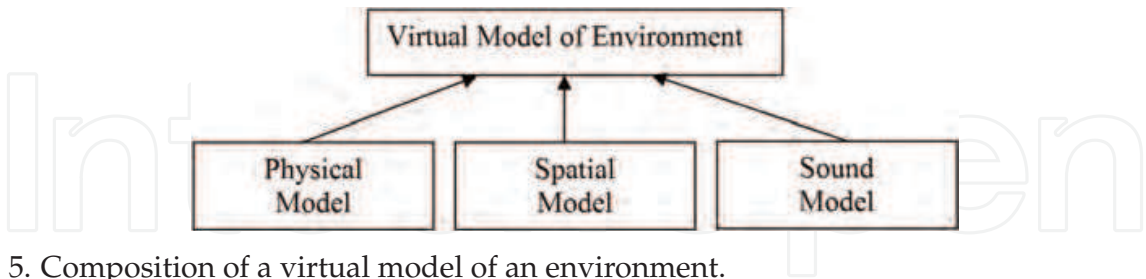 Virtual Model of Environment
Physical
Model
Spatial
Model
Sound
Model
5. Composition of a virtual model of an environment.